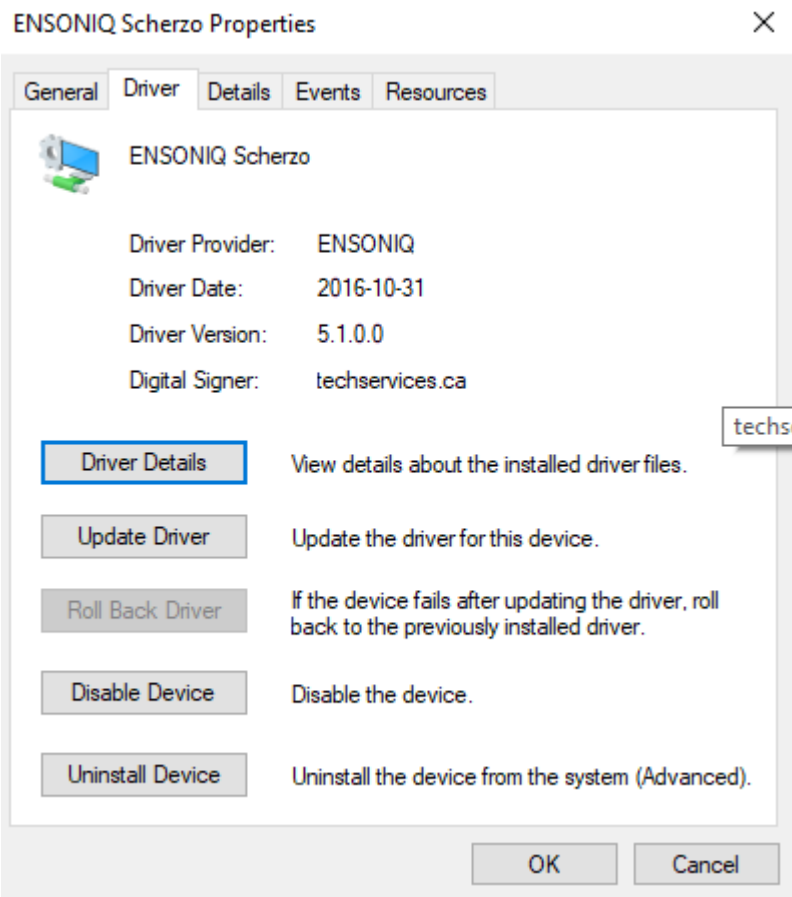 ENSONIQ Scherzo Properties
General Driver Details Events Resources
ENSONIQ Scherzo
Driver Provider: ENSONIQ
Driver Date: 2016-10-31
Driver Version: 5.1.0.0
Digital Signer: techservices.ca
Driver Details View details about the installed driver files.
Update Driver Update the driver for this device.
Roll Back Driver If the device fails after updating the driver, roll
back to the previously installed driver.
Disable Device Disable the device.
Uninstall Device Uninstall the device from the system (Advanced).
OK Cancel